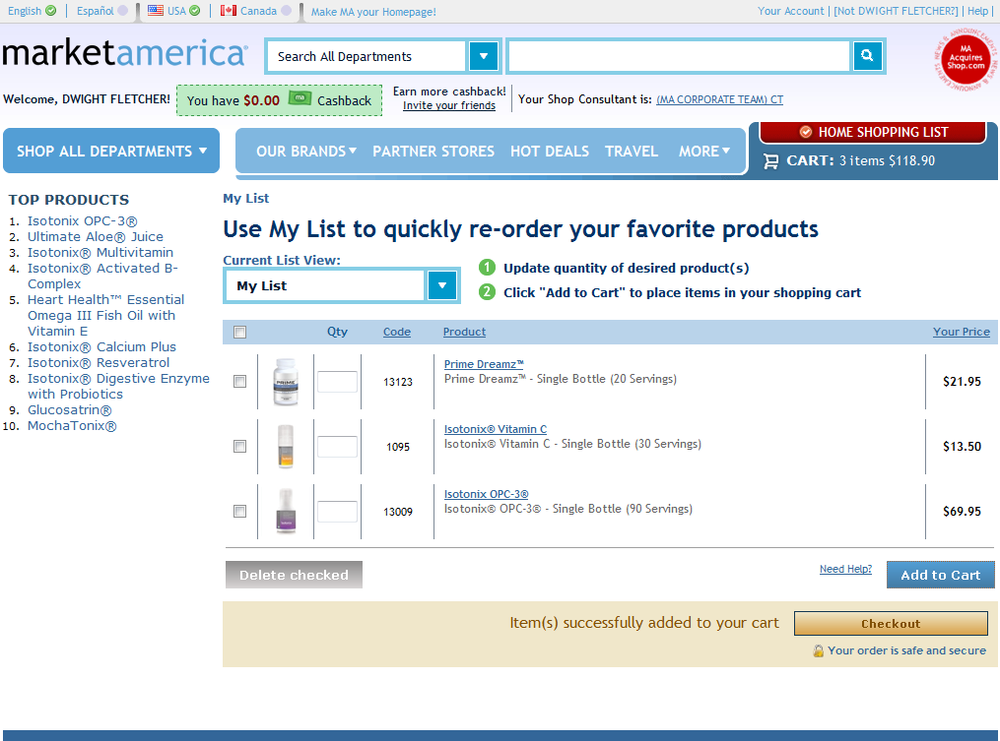 English Español USA Canada Make MA your Homepage! Your Account | [Not DWIGHT FLETCHER?] | Help |
marketamerica®
Search All Departments
MA
Acquires
Shop.com
Welcome, DWIGHT FLETCHER!
You have $0.00 Cashback
Earn more cashback!
Invite your friends
Your Shop Consultant is: (MA CORPORATE TEAM) CT
SHOP ALL DEPARTMENTS
OUR BRANDS PARTNER STORES HOT DEALS TRAVEL MORE
HOME SHOPPING LIST
CART: 3 items $118.90
TOP PRODUCTS
1. Isotonix OPC-3®
2. Ultimate Aloe® Juice
3. Isotonix® Multivitamin
4. Isotonix® Activated B-
Complex
5. Heart Health™ Essential
Omega III Fish Oil with
Vitamin E
6. Isotonix® Calcium Plus
7. Isotonix® Resveratrol
8. Isotonix® Digestive Enzyme
with Probiotics
9. Glucosatrin®
10. MochaTonix®
My List
Use My List to quickly re-order your favorite products
Current List View:
My List
1 Update quantity of desired product(s)
2 Click "Add to Cart" to place items in your shopping cart
Qty Code Product Your Price
PRIME
13123
Prime Dreamz™
Prime Dreamz™ - Single Bottle (20 Servings)
$21.95
1095
Isotonix® Vitamin C
Isotonix® Vitamin C - Single Bottle (30 Servings)
$13.50
13009
Isotonix OPC-3®
Isotonix® OPC-3® - Single Bottle (90 Servings)
$69.95
Delete checked
Need Help?
Add to Cart
Item(s) successfully added to your cart
Checkout
Your order is safe and secure